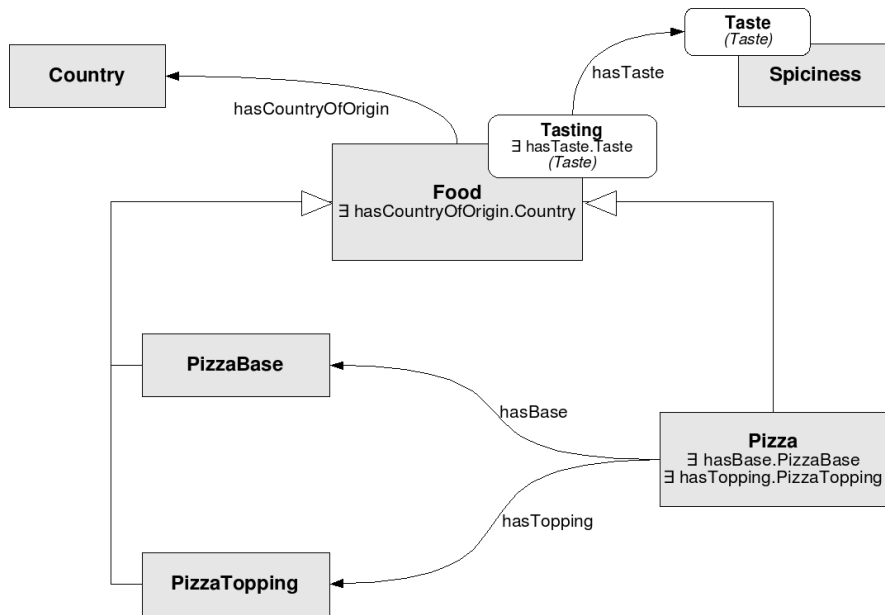 Taste
(Taste)
Country
Spiciness
hasTaste
hasCountryOfOrigin
Tasting
∃ hasTaste.Taste
(Taste)
Food
∃ hasCountryOfOrigin.Country
PizzaBase
hasBase
Pizza
∃ hasBase.PizzaBase
∃ hasTopping.PizzaTopping
hasTopping
PizzaTopping